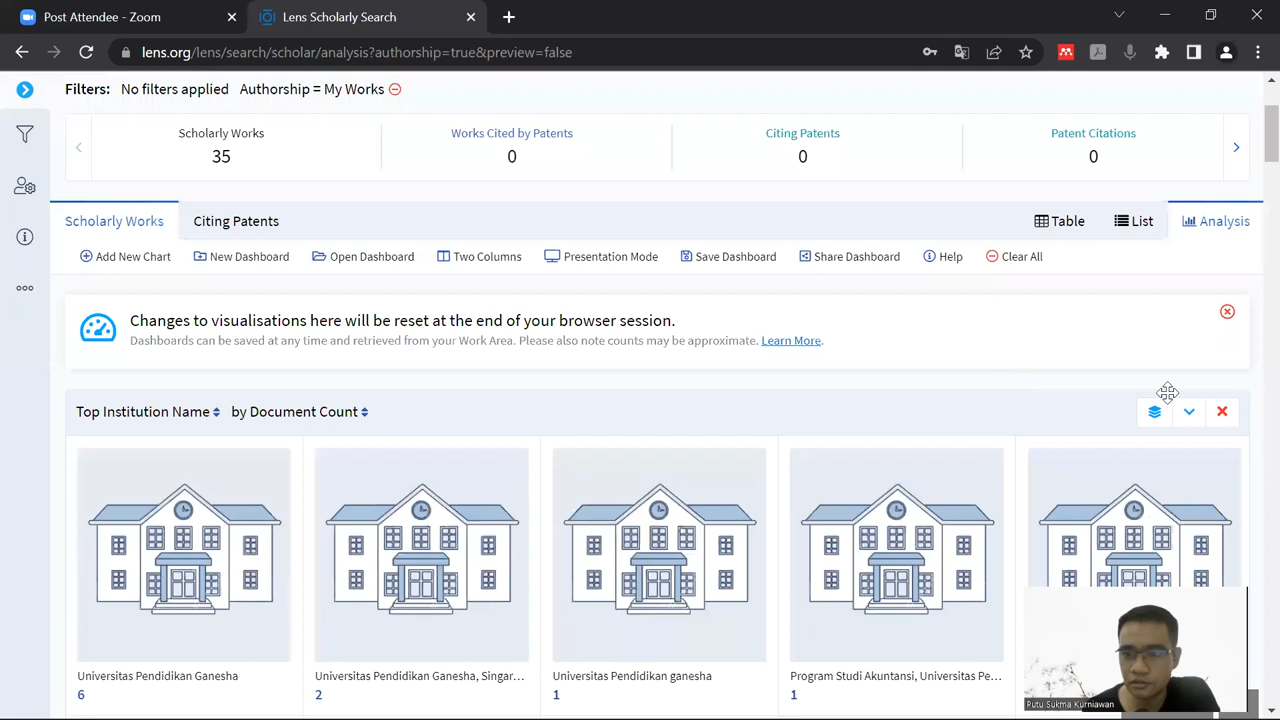 Post Attendee - Zoom
Lens Scholarly Search
lens.org/lens/search/scholar/analysis?authorship=true&preview=false
Filters: No filters applied Authorship = My Works
Scholarly Works Works Cited by Patents Citing Patents Patent Citations
35 0 0 0
Scholarly Works Citing Patents Table List Analysis
Add New Chart New Dashboard Open Dashboard Two Columns Presentation Mode Save Dashboard Share Dashboard Help Clear All
Changes to visualisations here will be reset at the end of your browser session.
Dashboards can be saved at any time and retrieved from your Work Area. Please also note counts may be approximate. Learn More.
Top Institution Name by Document Count
Universitas Pendidikan Ganesha Universitas Pendidikan Ganesha, Singar... Universitas Pendidikan ganesha Program Studi Akuntansi, Universitas Pe...
6 2 1 1
Putu Sukma Kurniawan